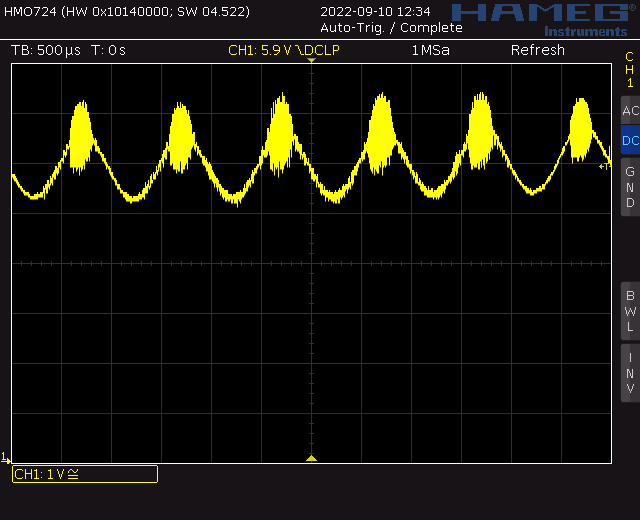 HMO724 (HW 0x10140000; SW 04.522)
2022-09-10 12:34
HAMEG®
Auto-Trig. / Complete
Instruments
TB: 500µs T: 0s
CH1: 5.9 V \DCLP
1MSa
Refresh
CH1
AC
DC
GND
BWL
INV
1
CH1: 1 V≅